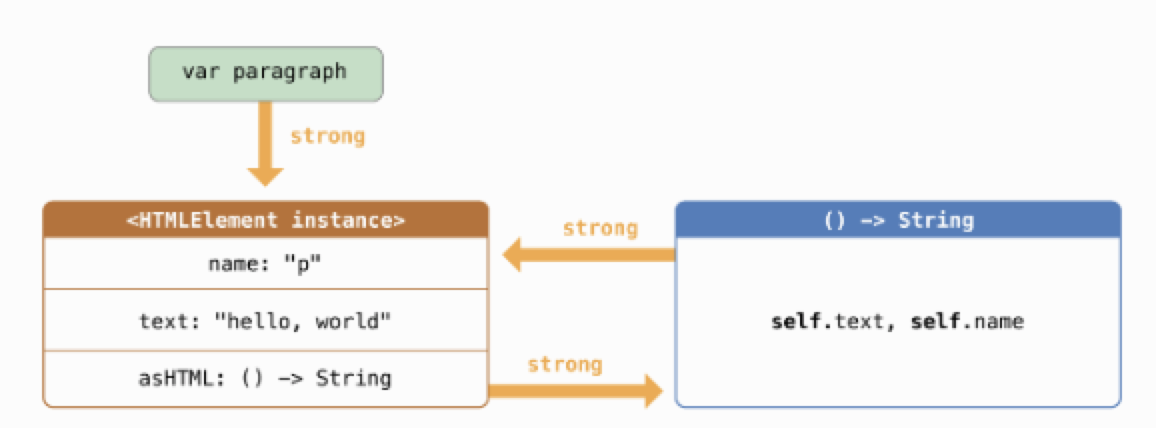 var paragraph
strong
<HTMLElement instance>
strong
() -> String
name: "p"
text: "hello, world"
self.text, self.name
strong
asHTML: () -> String